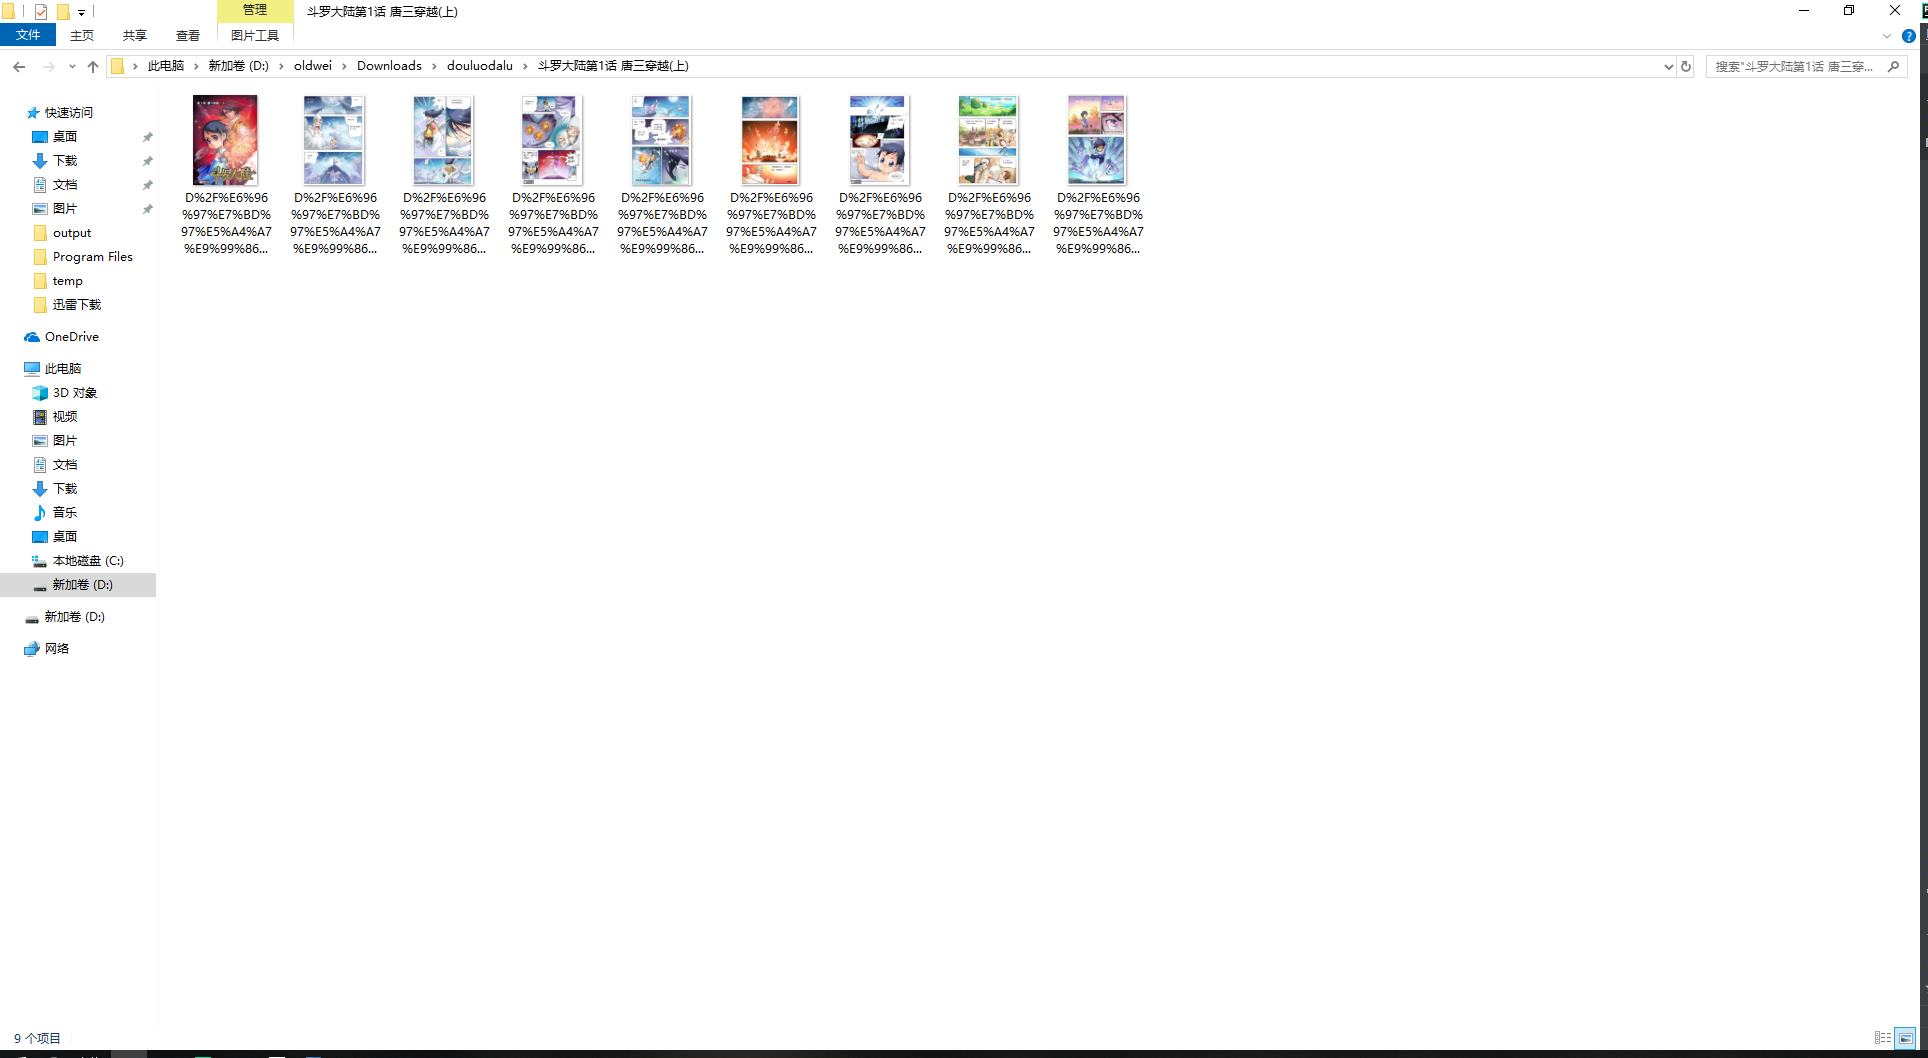 管理
斗罗大陆第1话 唐三穿越(上)
文件
主页
共享
查看
图片工具
此电脑
新加卷 (D:)
oldwei
Downloads
douluodalu
斗罗大陆第1话 唐三穿越(上)
搜索"斗罗大陆第1话 唐三穿...
快速访问
桌面
下载
文档
图片
output
Program Files
temp
迅雷下载
OneDrive
此电脑
3D 对象
视频
图片
文档
下载
音乐
桌面
本地磁盘 (C:)
新加卷 (D:)
新加卷 (D:)
网络
D%2F%E6%96
%97%E7%BD%
97%E5%A4%A7
%E9%99%86...
D%2F%E6%96
%97%E7%BD%
97%E5%A4%A7
%E9%99%86...
D%2F%E6%96
%97%E7%BD%
97%E5%A4%A7
%E9%99%86...
D%2F%E6%96
%97%E7%BD%
97%E5%A4%A7
%E9%99%86...
D%2F%E6%96
%97%E7%BD%
97%E5%A4%A7
%E9%99%86...
D%2F%E6%96
%97%E7%BD%
97%E5%A4%A7
%E9%99%86...
D%2F%E6%96
%97%E7%BD%
97%E5%A4%A7
%E9%99%86...
D%2F%E6%96
%97%E7%BD%
97%E5%A4%A7
%E9%99%86...
D%2F%E6%96
%97%E7%BD%
97%E5%A4%A7
%E9%99%86...
9 个项目